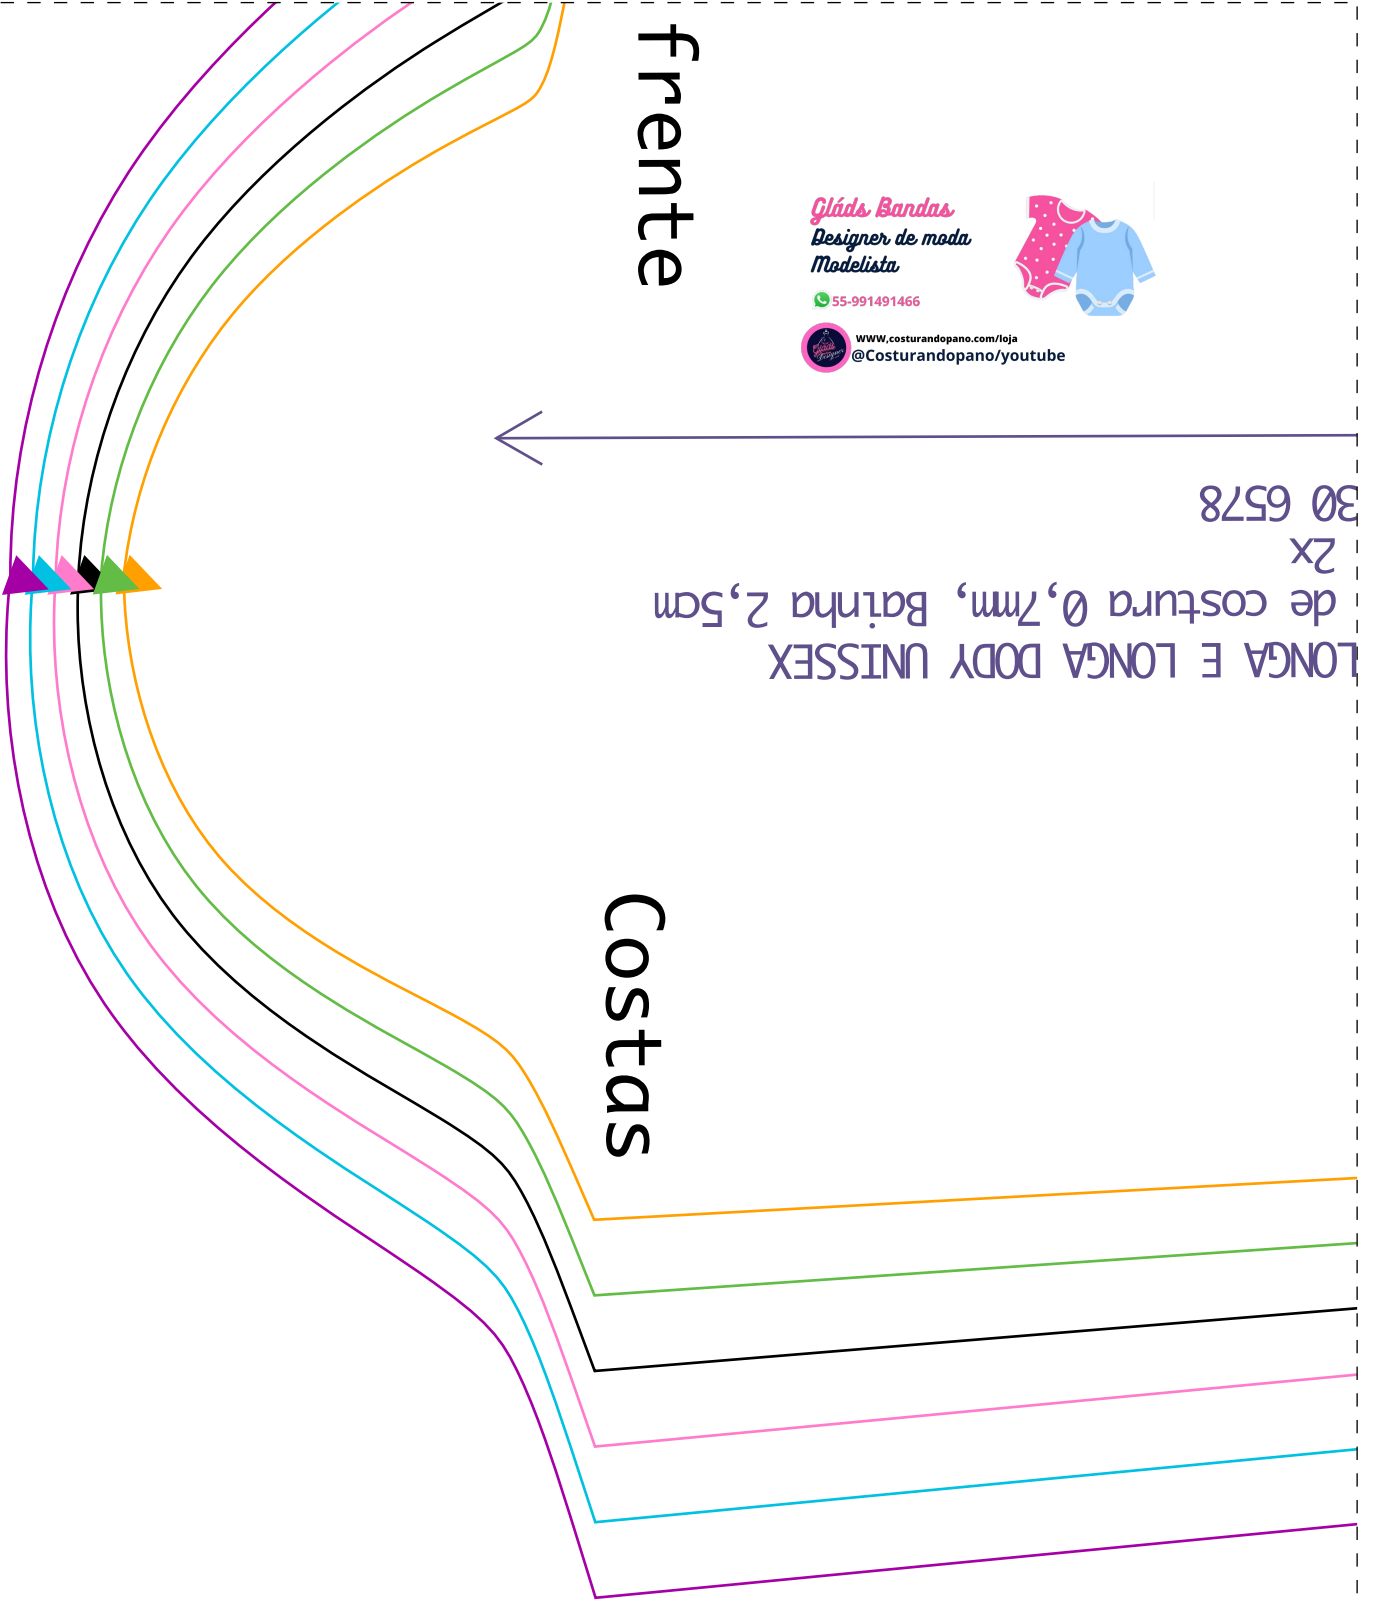 frente
Gláds Bandas
Designer de moda
Modelista
55-991491466
WWW,costurandopano.com/loja
@Costurandopano/youtube
LONGA E LONGA DODY UNISSEX
de costura 0,7mm, Bainha 2,5cm
2x
30 6578
Costas